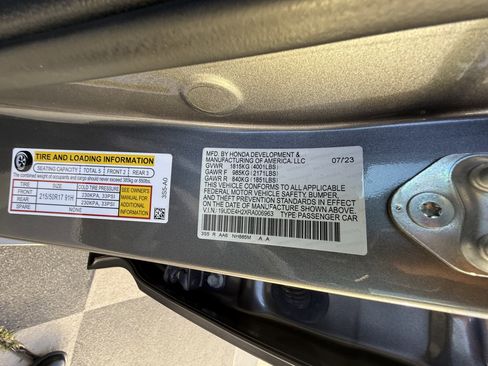 TIRE AND LOADING INFORMATION
SEATING CAPACITY TOTAL 5 FRONT 2 REAR 3
The combined weight of occupants and cargo should never exceed 385kg or 850lbs.
TIRE SIZE COLD TIRE PRESSURE
FRONT 215/50R17 91H 230KPA, 33PSI
REAR 230KPA, 33PSI
SPARE NONE
SEE OWNER'S
MANUAL FOR
ADDITIONAL
INFORMATION
3S5-A0
MFD. BY HONDA DEVELOPMENT &
MANUFACTURING OF AMERICA, LLC 07/23
GVWR 1815KG (4001LBS)
GAWR F 985KG (2171LBS)
GAWR R 840KG (1851LBS)
THIS VEHICLE CONFORMS TO ALL APPLICABLE
FEDERAL MOTOR VEHICLE SAFETY, BUMPER,
AND THEFT PREVENTION STANDARDS IN EFFECT
ON THE DATE OF MANUFACTURE SHOWN ABOVE.
V.I.N.: 19UDE4H2XRA006963 TYPE PASSENGER CAR
3S5 R AA6 NH885M A A